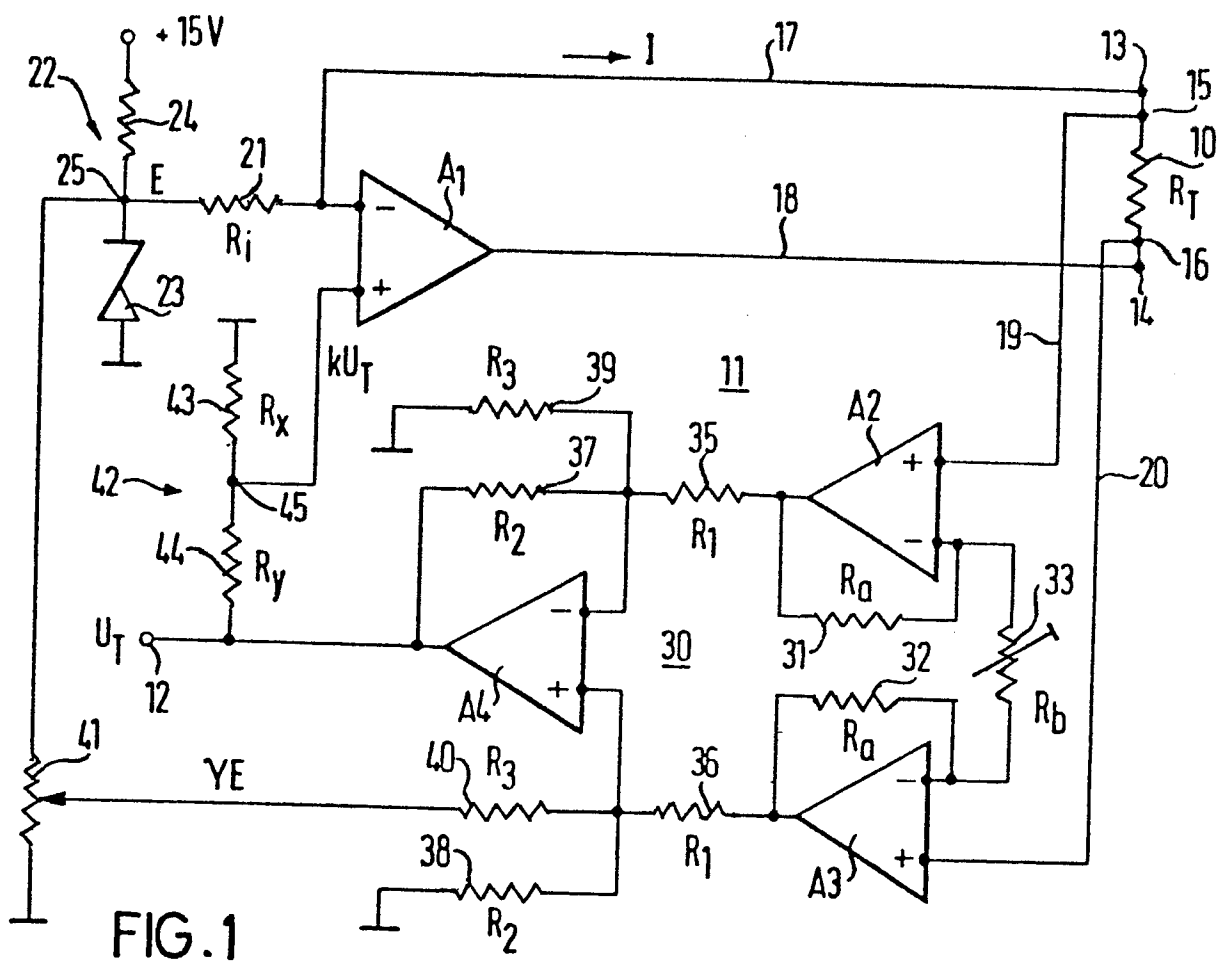 +15V
I
17
13
22
24
15
25
E
21
A1
10
RT
Ri
18
16
23
14
kUT
19
R3
39
11
43
Rx
A2
+
−
37
35
20
42
45
R2
R1
44
Ry
−
+
Ra
33
31
UT
12
30
32
A4
Rb
41
Ra
γE
40
R3
36
−
+
38
R1
A3
−
+
R2
FIG.1